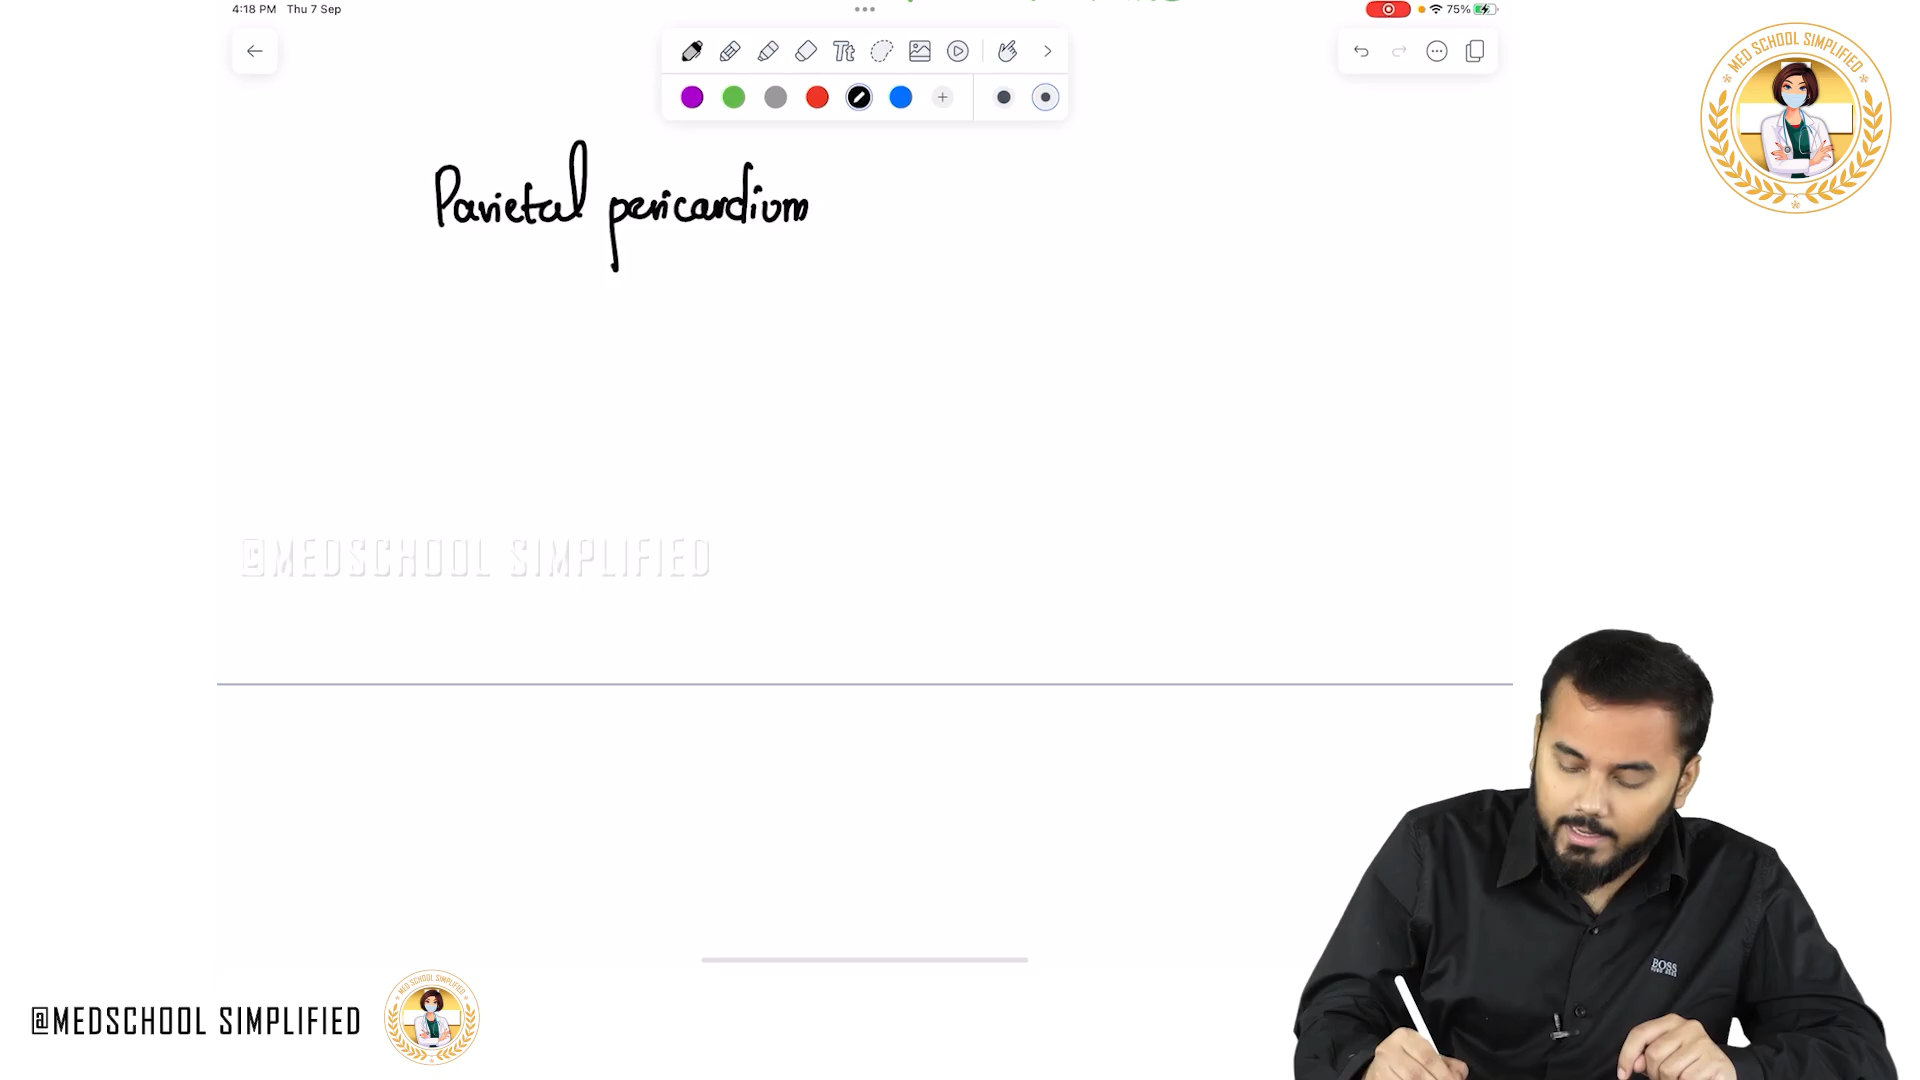 4:18 PM Thu 7 Sep
75%
Tt
MED SCHOOL SIMPLIFIED
Parietal pericardium
@MEDSCHOOL SIMPLIFIED
BOSS
@MEDSCHOOL SIMPLIFIED
MED SCHOOL SIMPLIFIED